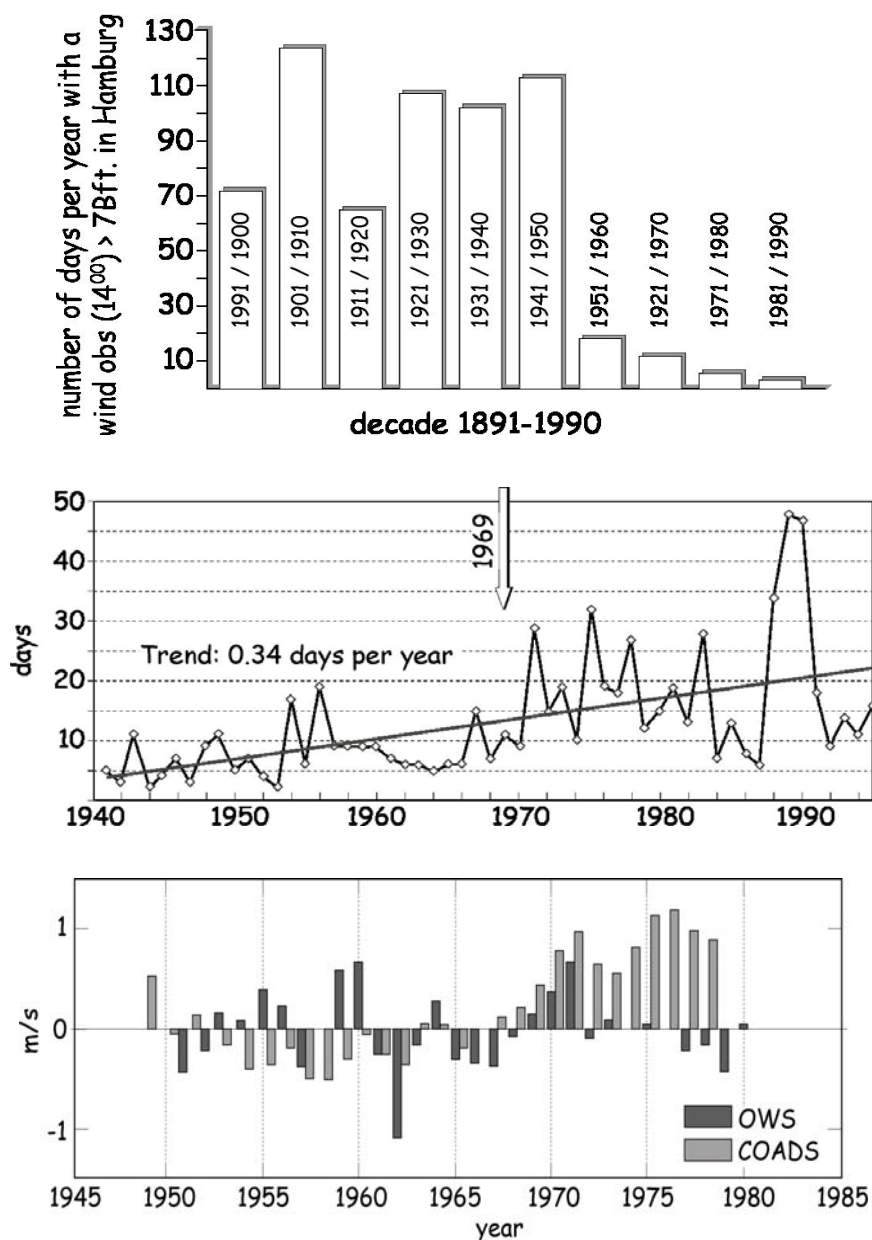 number of days per year with a
wind obs (14⁰⁰) > 7Bft. in Hamburg
130
110
90
70
50
30
10
1991 / 1900
1901 / 1910
1911 / 1920
1921 / 1930
1931 / 1940
1941 / 1950
1951 / 1960
1921 / 1970
1971 / 1980
1981 / 1990
decade 1891-1990
days
50
40
30
20
10
1969
Trend: 0.34 days per year
1940 1950 1960 1970 1980 1990
m/s
1
0
-1
OWS
COADS
1945 1950 1955 1960 1965 1970 1975 1980 1985
year